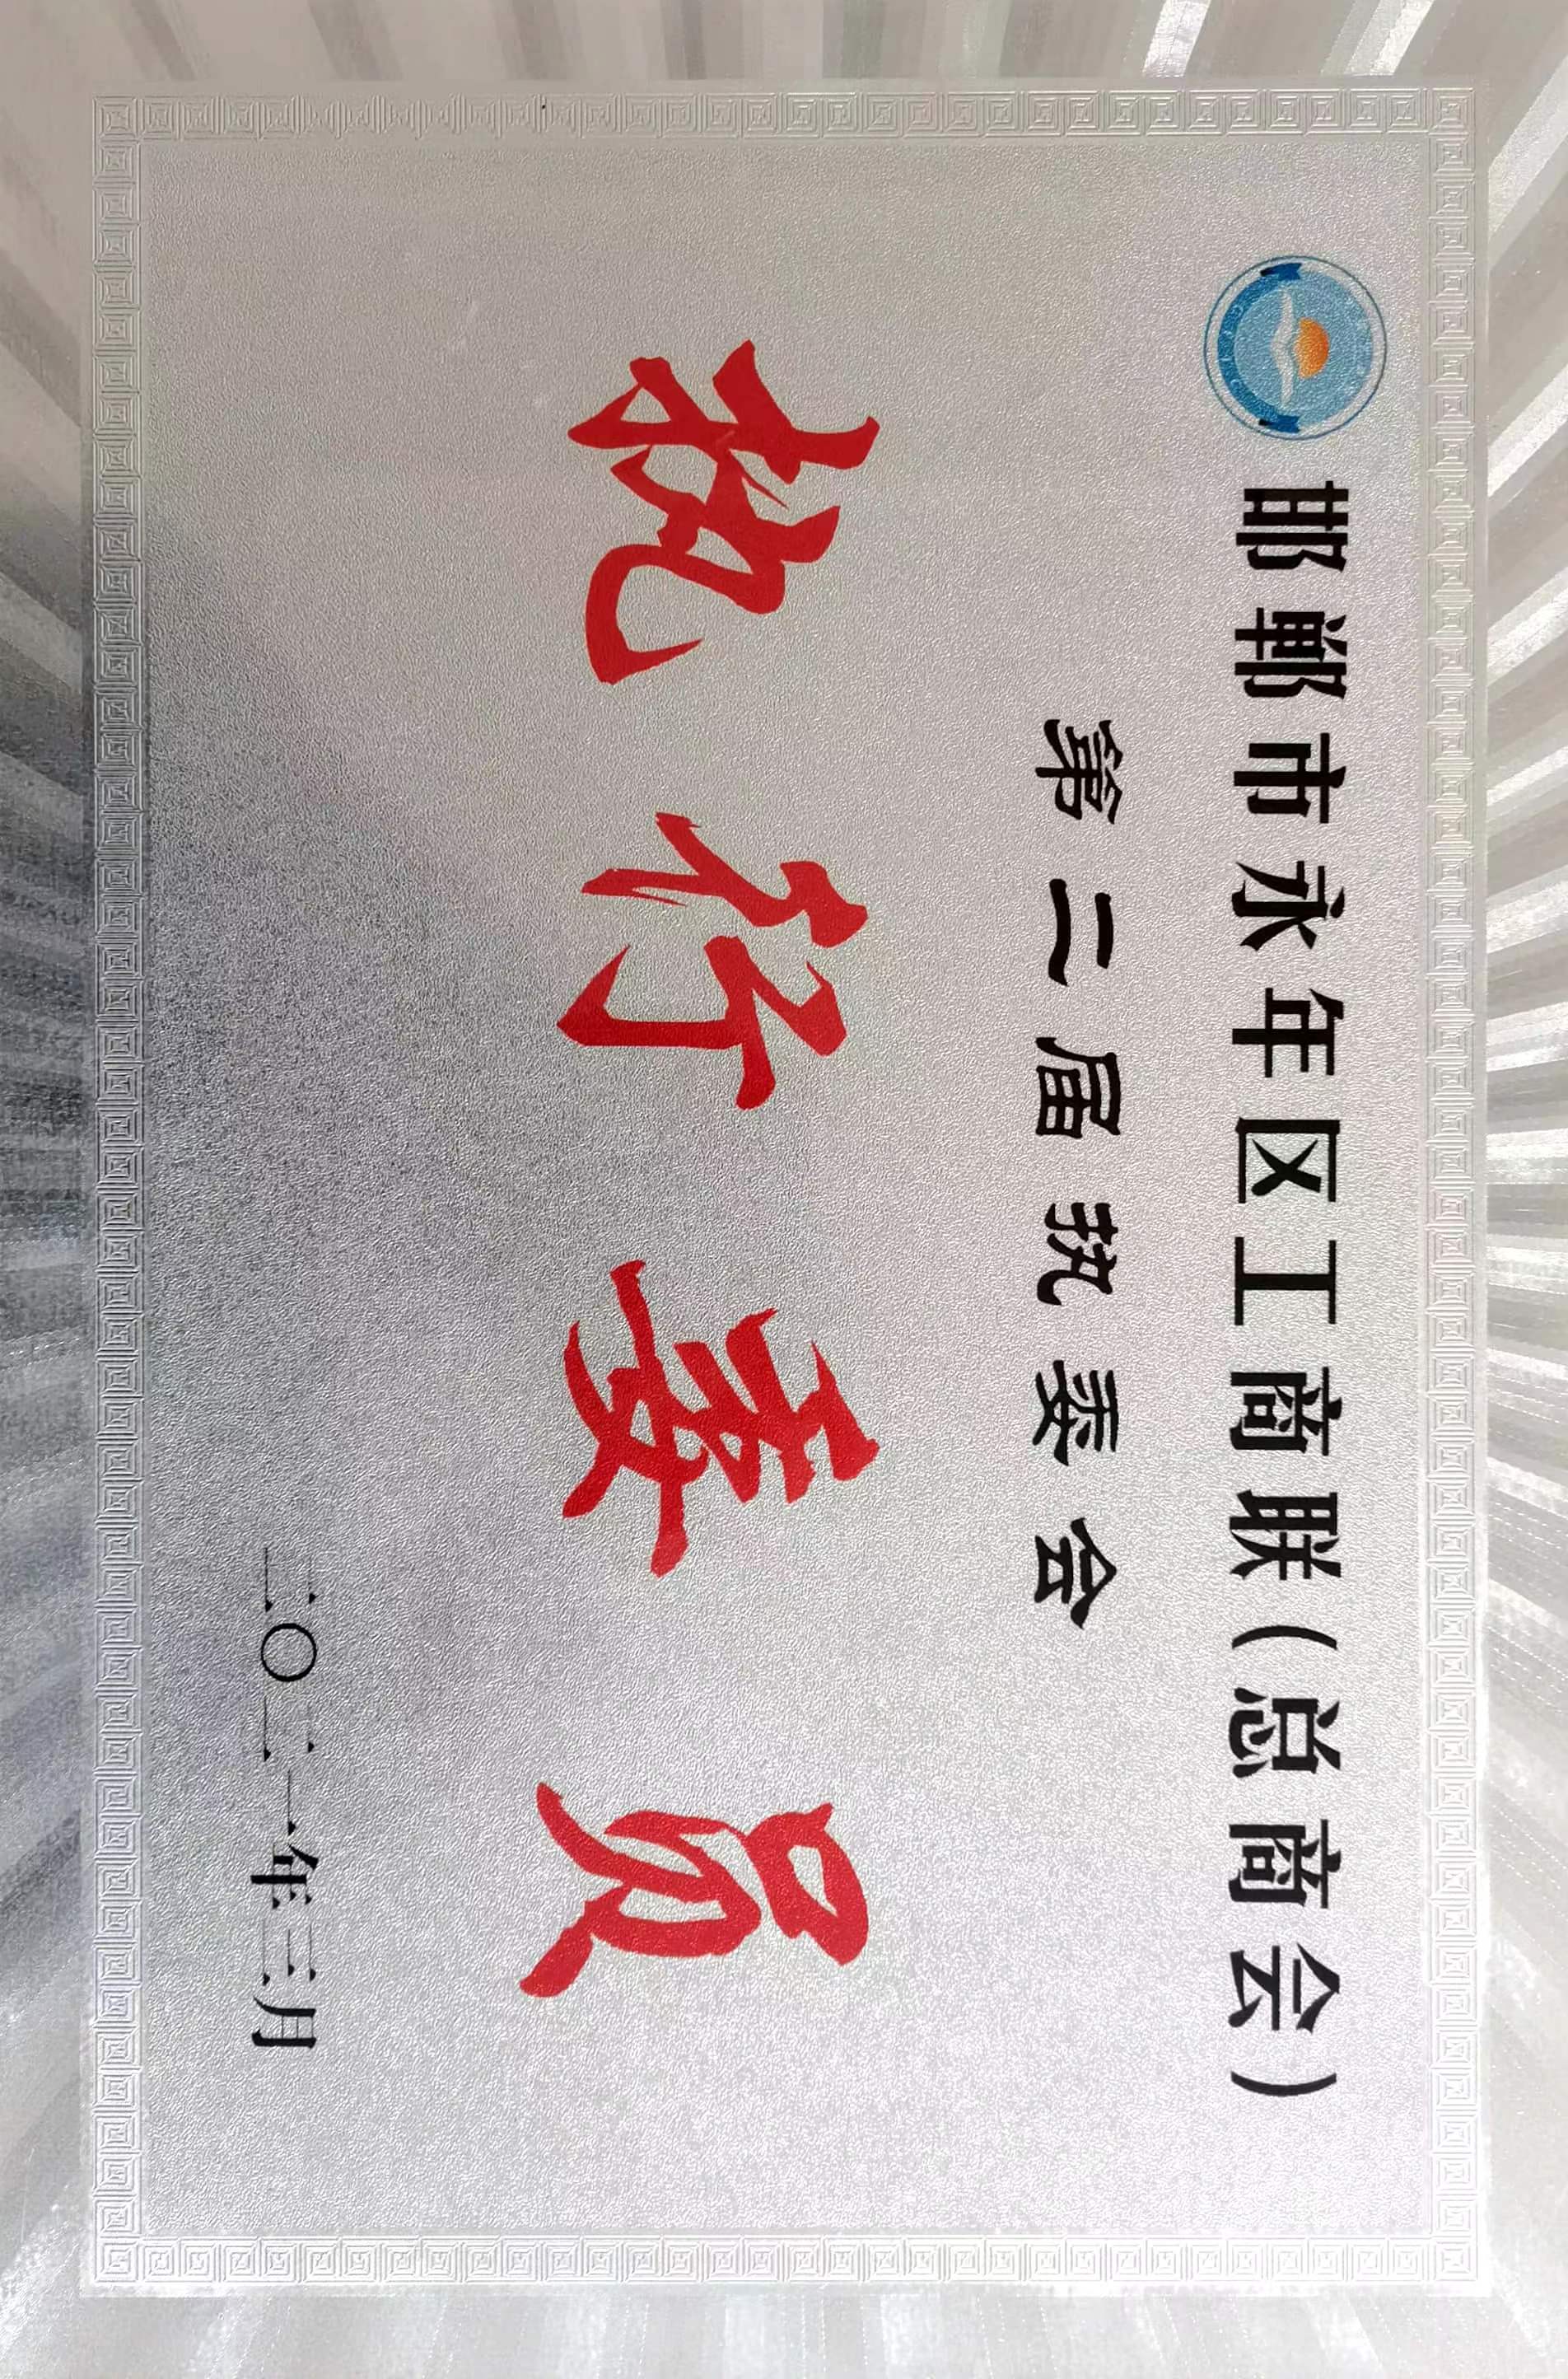 邯郸市永年区工商联(总商会)
第二届执委会
执行委员
二〇二一年三月